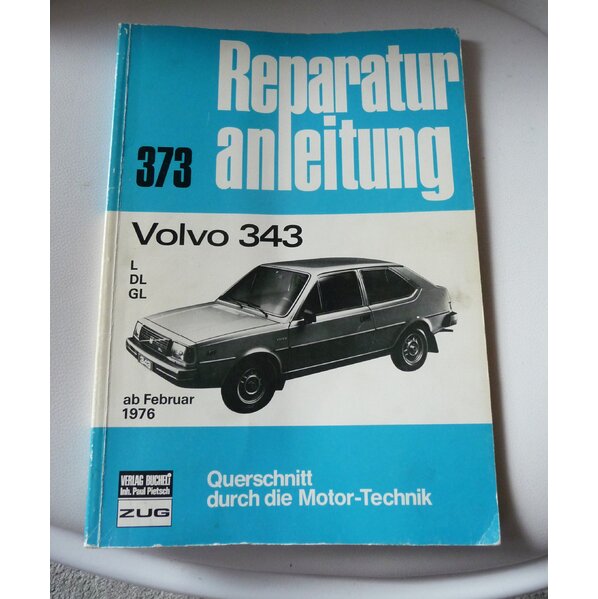 Reparatur
anleitung
373
Volvo 343
L
DL
GL
ab Februar
1976
VERLAG BUCHELI
Inh. Paul Pietsch
ZUG
Querschnitt
durch die Motor-Technik